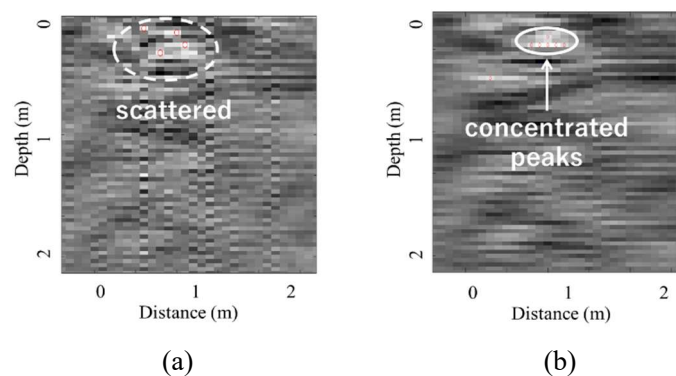 0
scattered
1
Depth (m)
2
0 1 2
Distance (m)
(a)
0
concentrated
peaks
1
Depth (m)
2
0 1 2
Distance (m)
(b)